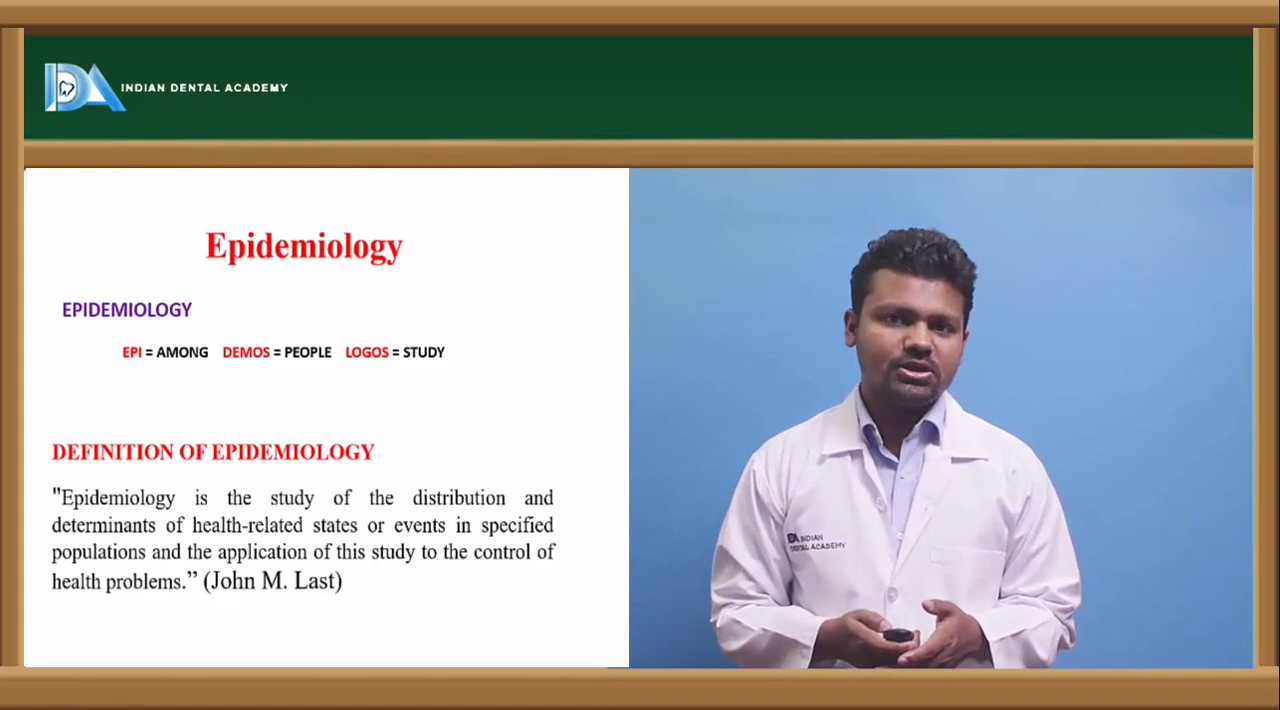 INDIAN DENTAL ACADEMY
Epidemiology
EPIDEMIOLOGY
EPI = AMONG DEMOS = PEOPLE LOGOS = STUDY
DEFINITION OF EPIDEMIOLOGY
"Epidemiology is the study of the distribution and
determinants of health-related states or events in specified
populations and the application of this study to the control of
health problems.” (John M. Last)
INDIAN
DENTAL ACADEMY